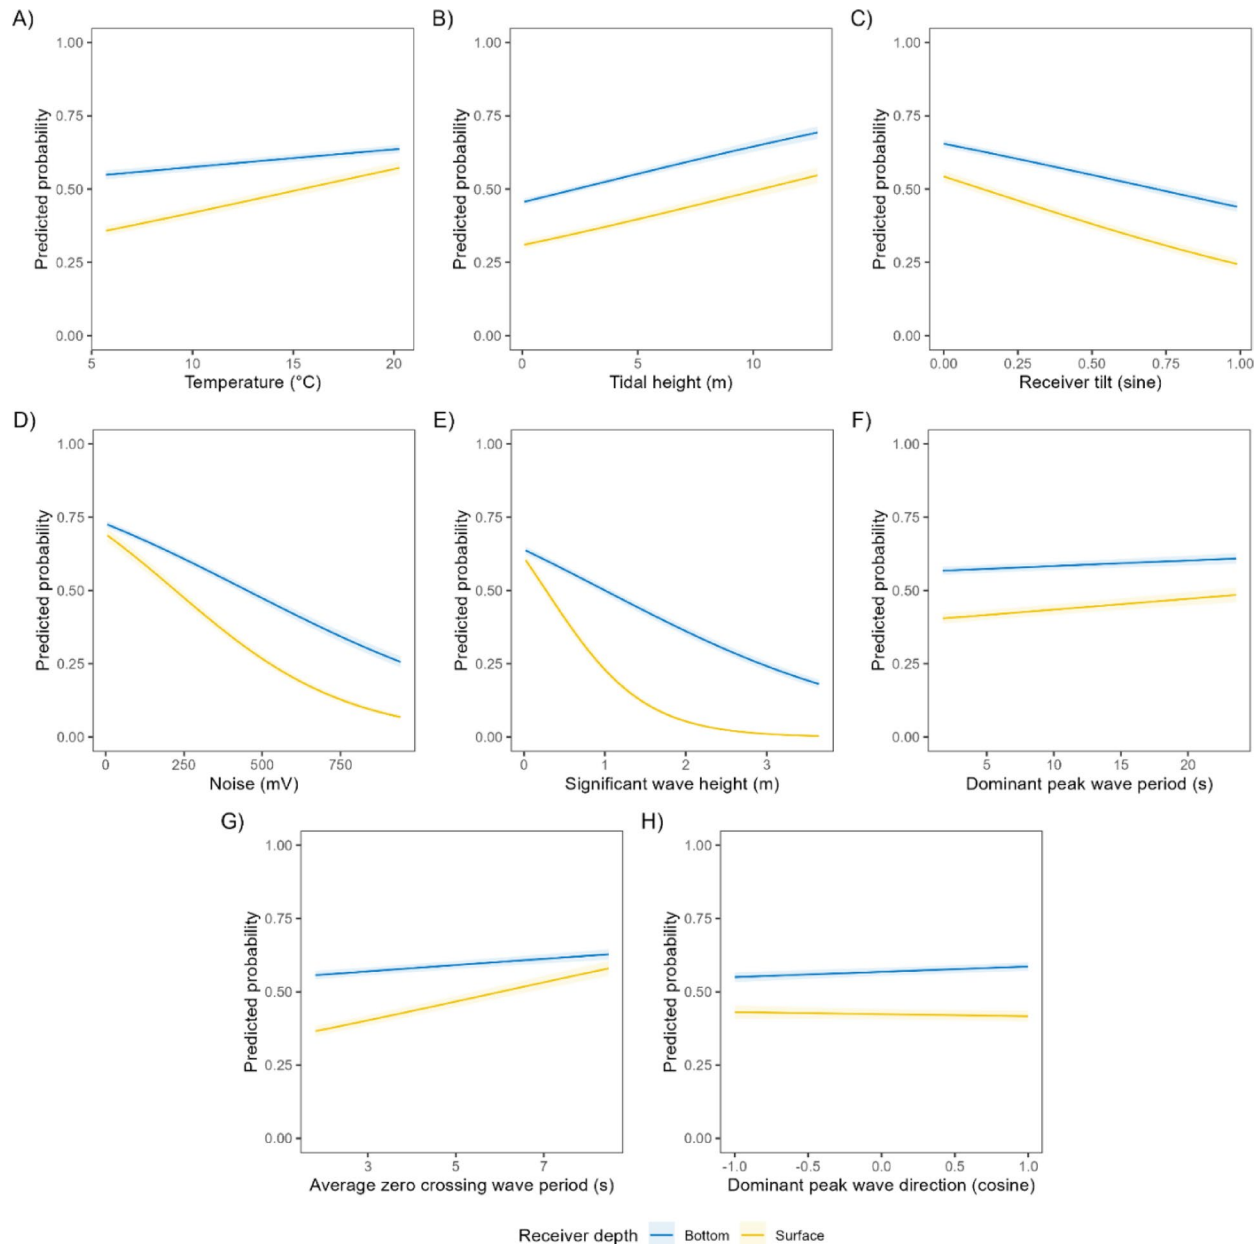 A)
B)
C)
1.00
0.75
0.50
0.25
0.00
Predicted probability
5
10
15
20
Temperature (°C)
1.00
0.75
0.50
0.25
0.00
Predicted probability
0
5
10
Tidal height (m)
1.00
0.75
0.50
0.25
0.00
Predicted probability
0.00
0.25
0.50
0.75
1.00
Receiver tilt (sine)
D)
E)
F)
1.00
0.75
0.50
0.25
0.00
Predicted probability
0
250
500
750
Noise (mV)
1.00
0.75
0.50
0.25
0.00
Predicted probability
0
1
2
3
Significant wave height (m)
1.00
0.75
0.50
0.25
0.00
Predicted probability
5
10
15
20
Dominant peak wave period (s)
G)
H)
1.00
0.75
0.50
0.25
0.00
Predicted probability
3
5
7
Average zero crossing wave period (s)
1.00
0.75
0.50
0.25
0.00
Predicted probability
-1.0
-0.5
0.0
0.5
1.0
Dominant peak wave direction (cosine)
Receiver depth Bottom Surface